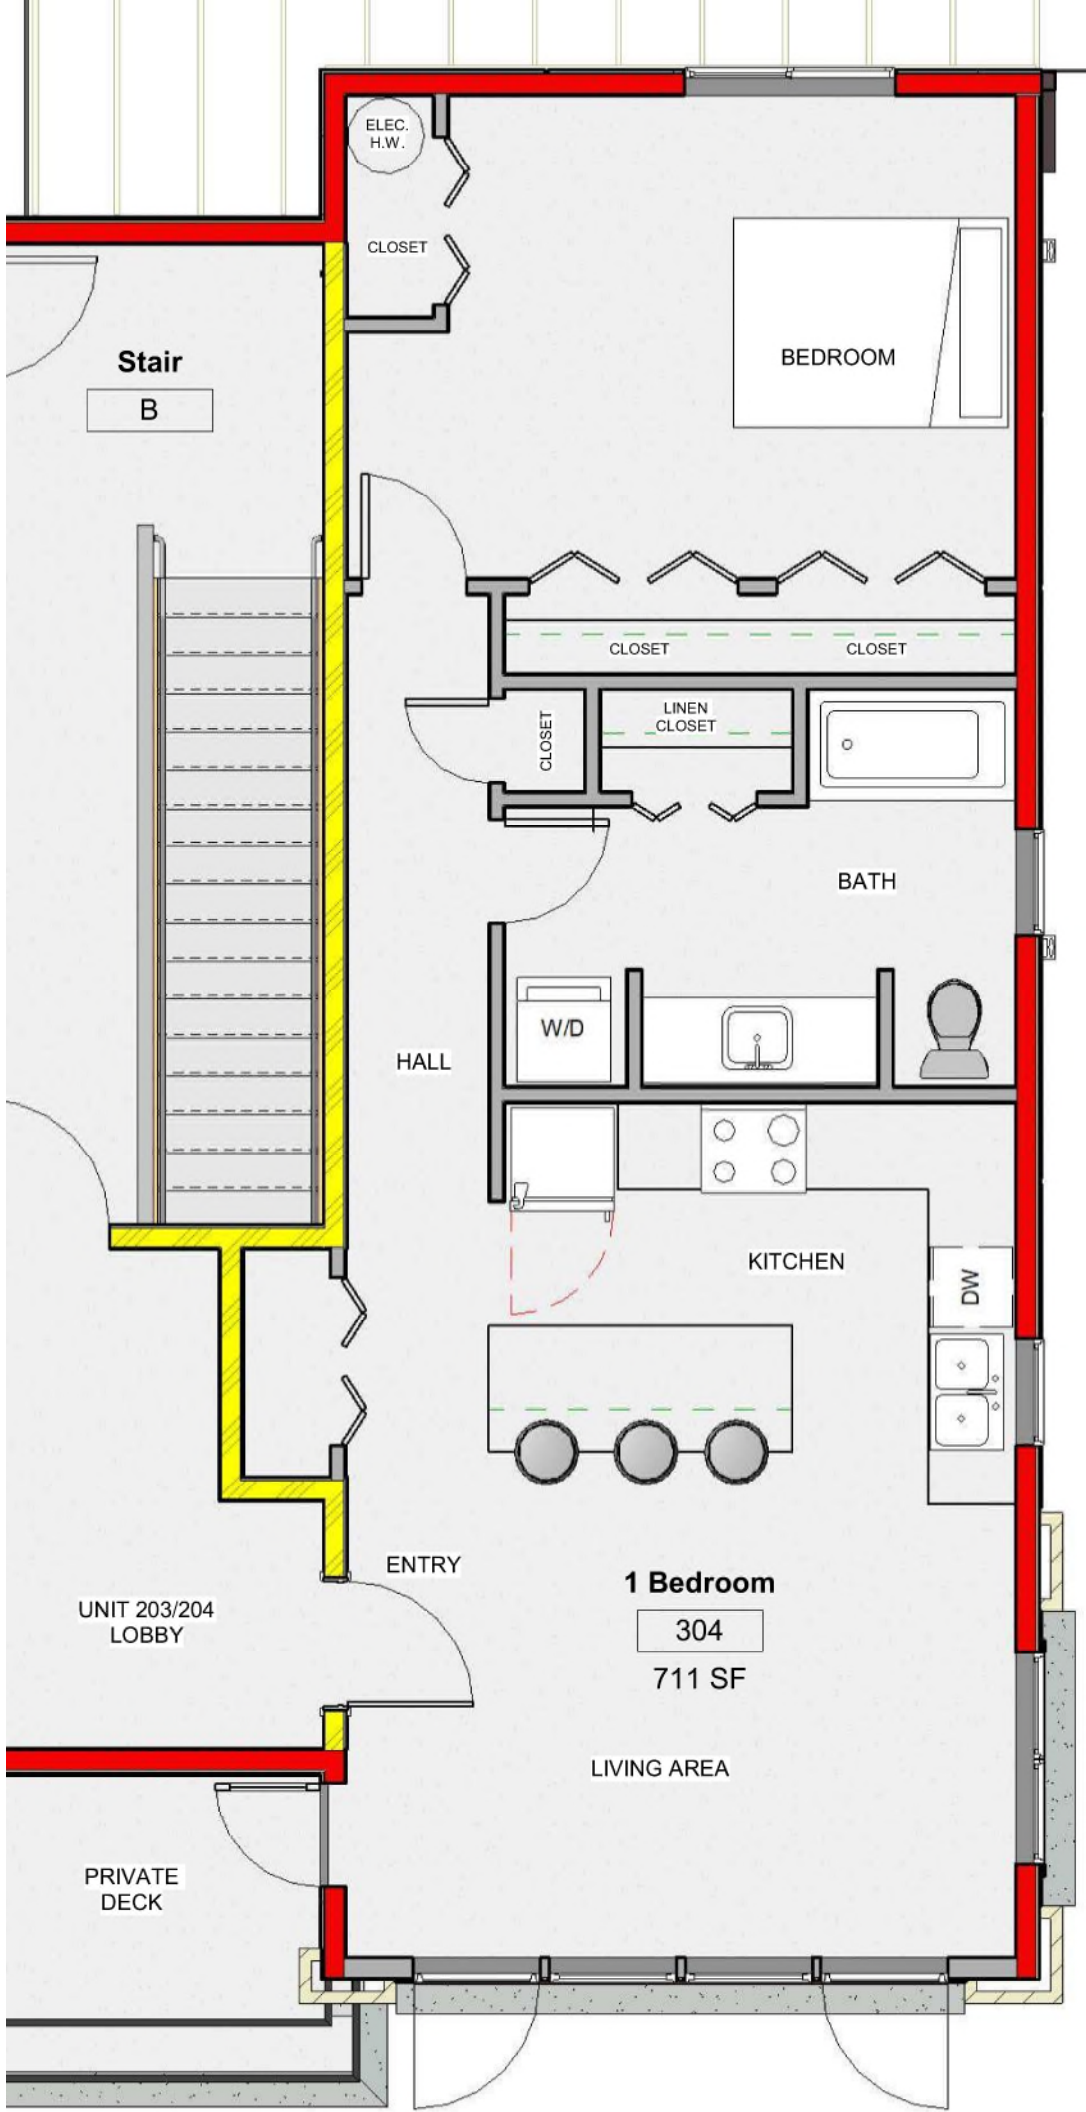 ELEC.
H.W.
CLOSET
Stair
B
BEDROOM
CLOSET
CLOSET
CLOSET
LINEN
CLOSET
BATH
W/D
HALL
KITCHEN
DW
ENTRY
1 Bedroom
304
711 SF
UNIT 203/204
LOBBY
LIVING AREA
PRIVATE
DECK